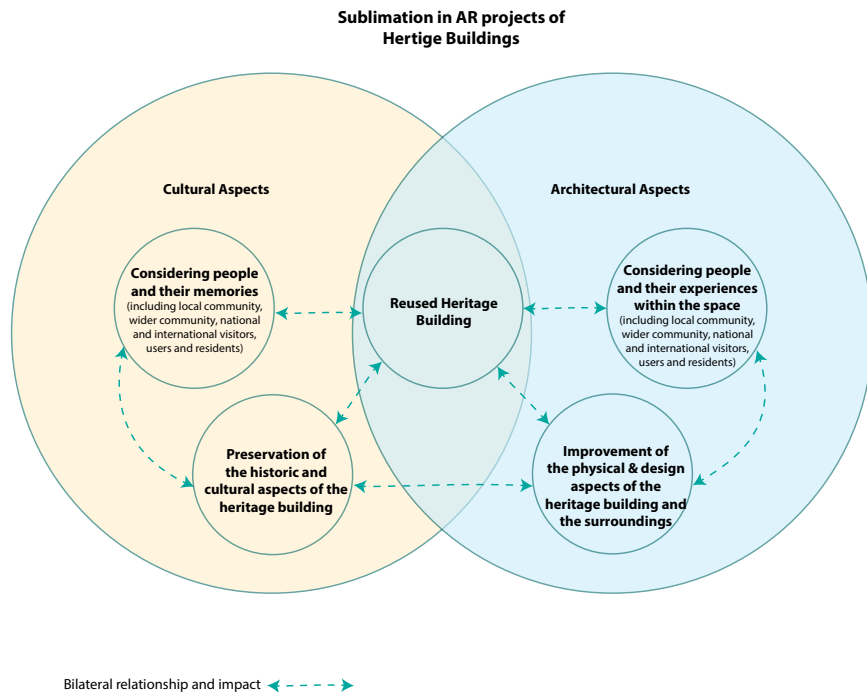 Sublimation in AR projects of
Hertige Buildings
Cultural Aspects
Architectural Aspects
Considering people
and their memories
(including local community,
wider community, national
and international visitors,
users and residents)
Reused Heritage
Building
Considering people
and their experiences
within the space
(including local community,
wider community, national
and international visitors,
users and residents)
Preservation of
the historic and
cultural aspects of the
heritage building
Improvement of
the physical & design
aspects of the
heritage building and
the surroundings
Bilateral relationship and impact